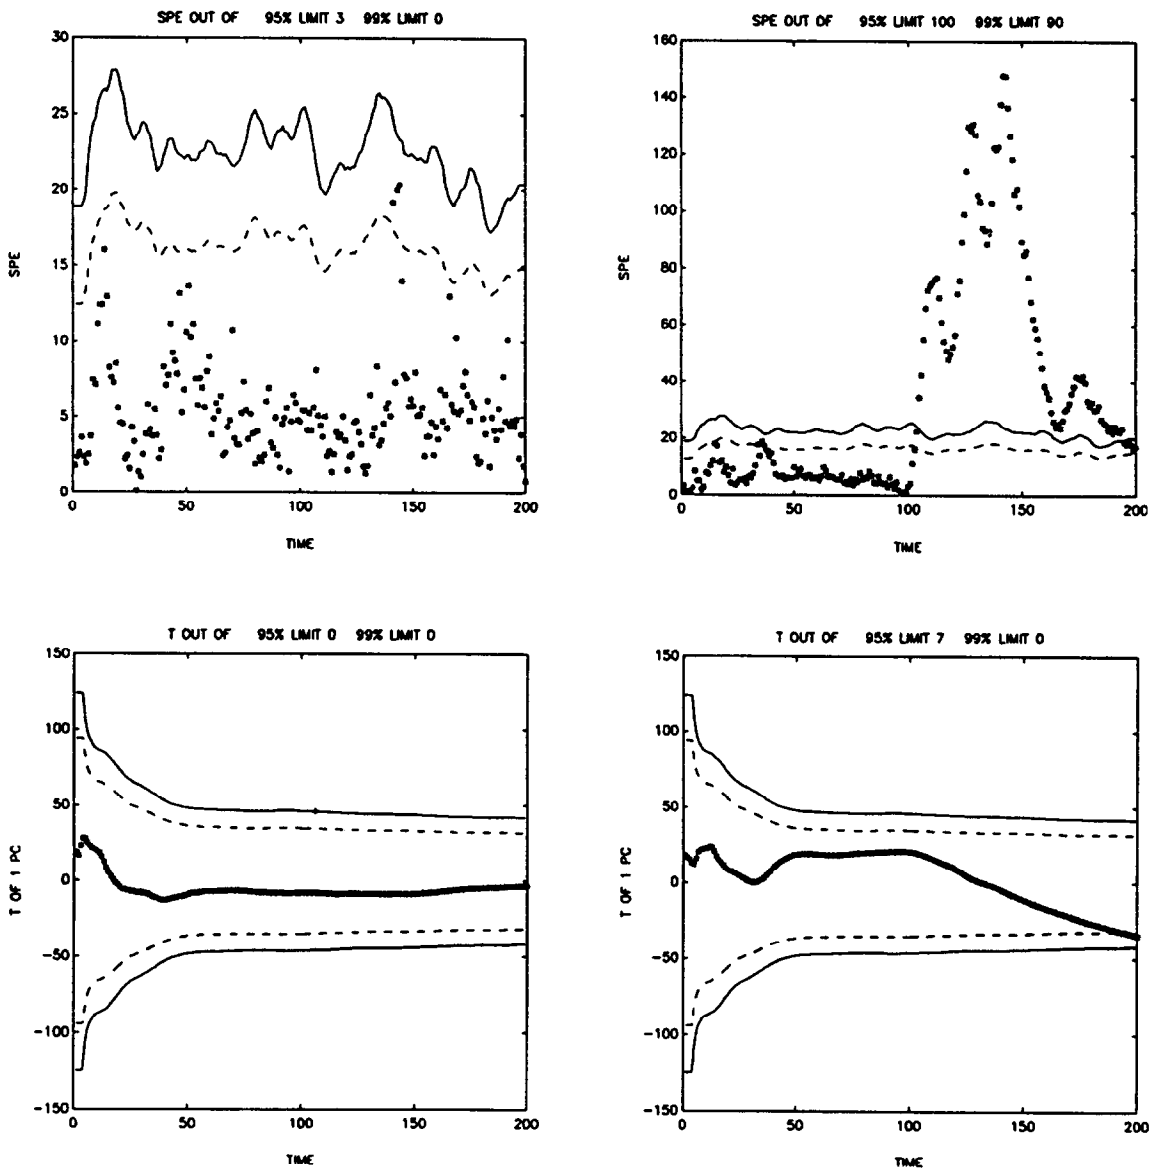 SPE OUT OF 95% LIMIT 3 99% LIMIT 0
30
25
20
15
10
5
0
SPE
0 50 100 150 200
TIME
SPE OUT OF 95% LIMIT 100 99% LIMIT 90
160
140
120
100
80
60
40
20
0
SPE
0 50 100 150 200
TIME
T OUT OF 95% LIMIT 0 99% LIMIT 0
150
100
50
0
-50
-100
-150
T OF 1 PC
0 50 100 150 200
TIME
T OUT OF 95% LIMIT 7 99% LIMIT 0
150
100
50
0
-50
-100
-150
T OF 1 PC
0 50 100 150 200
TIME